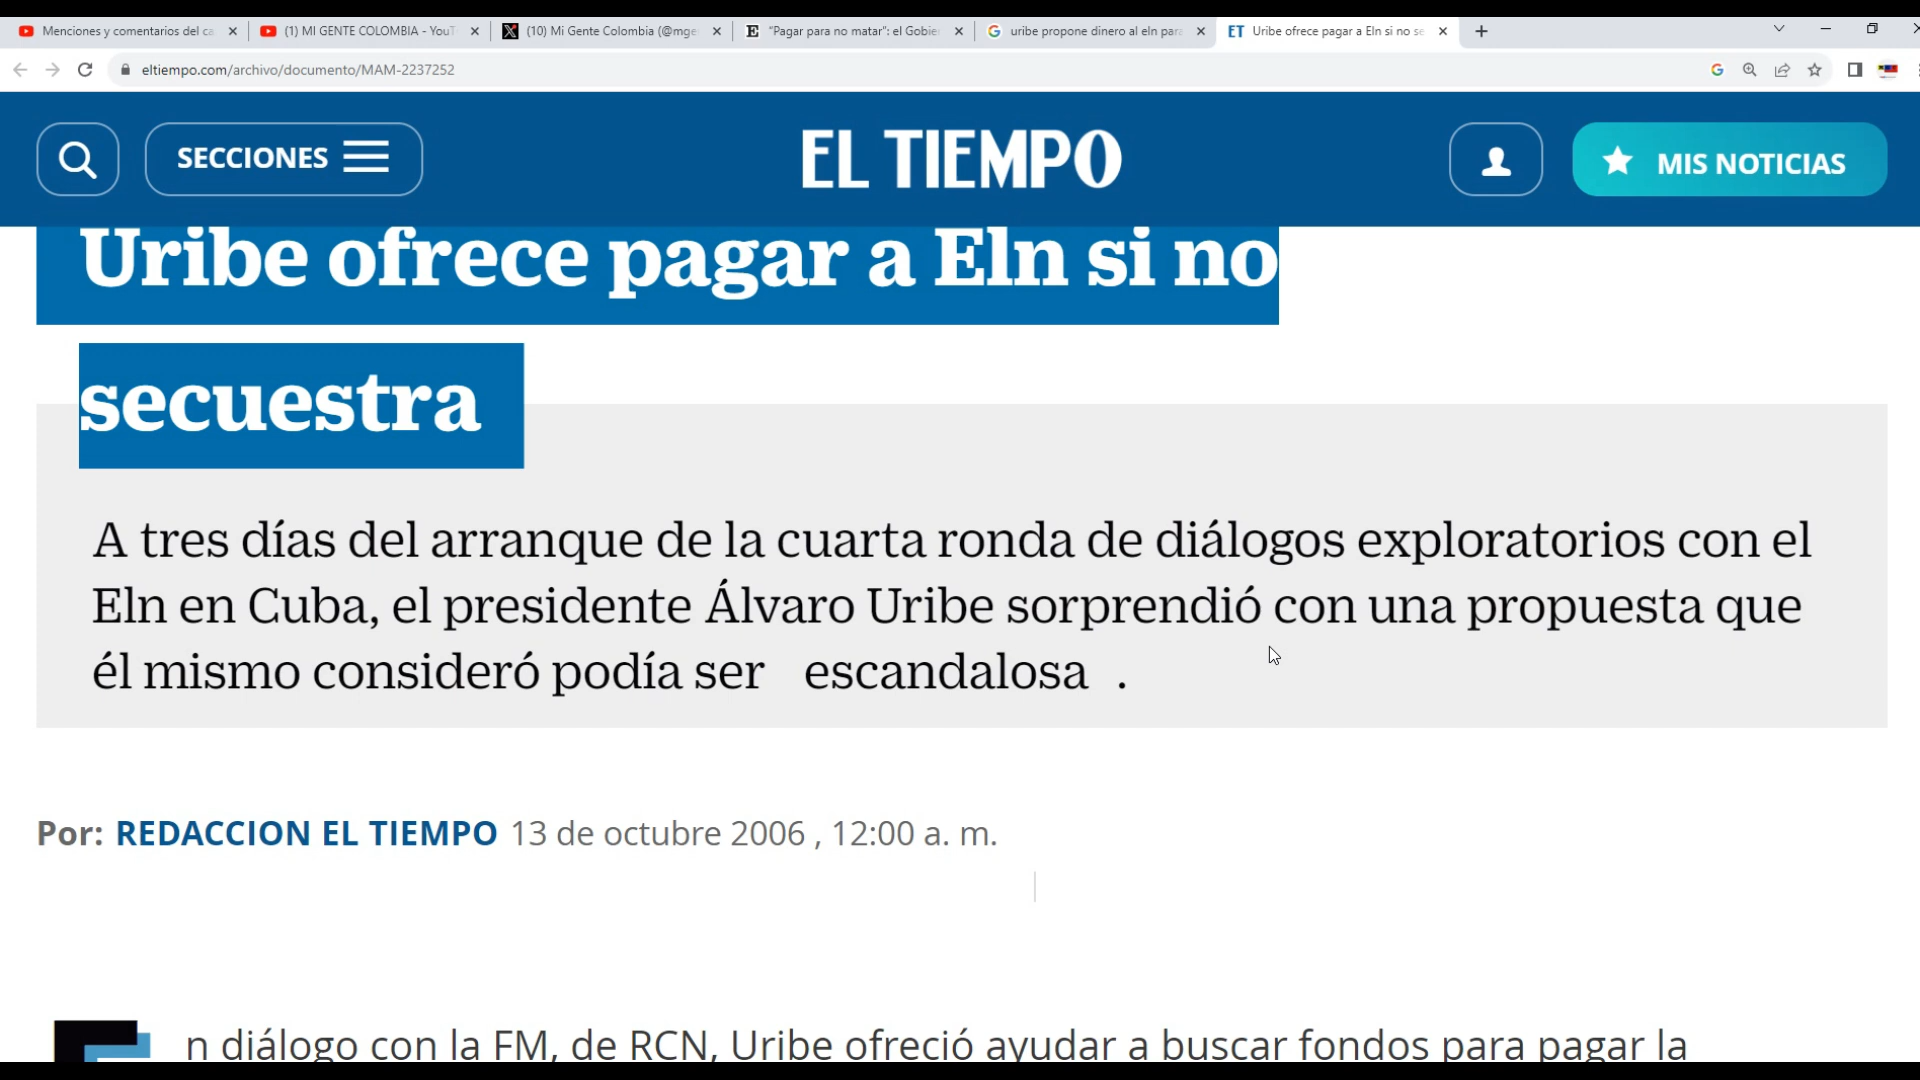 Menciones y comentarios del ca
(1) MI GENTE COLOMBIA - YouT
(10) Mi Gente Colombia (@mge
"Pagar para no matar": el Gobie
uribe propone dinero al eln para
Uribe ofrece pagar a Eln si no se
eltiempo.com/archivo/documento/MAM-2237252
SECCIONES
EL TIEMPO
MIS NOTICIAS
Uribe ofrece pagar a Eln si no
secuestra
A tres días del arranque de la cuarta ronda de diálogos exploratorios con el
Eln en Cuba, el presidente Álvaro Uribe sorprendió con una propuesta que
él mismo consideró podía ser escandalosa .
Por: REDACCION EL TIEMPO 13 de octubre 2006 , 12:00 a. m.
En diálogo con la FM, de RCN, Uribe ofreció ayudar a buscar fondos para pagar la